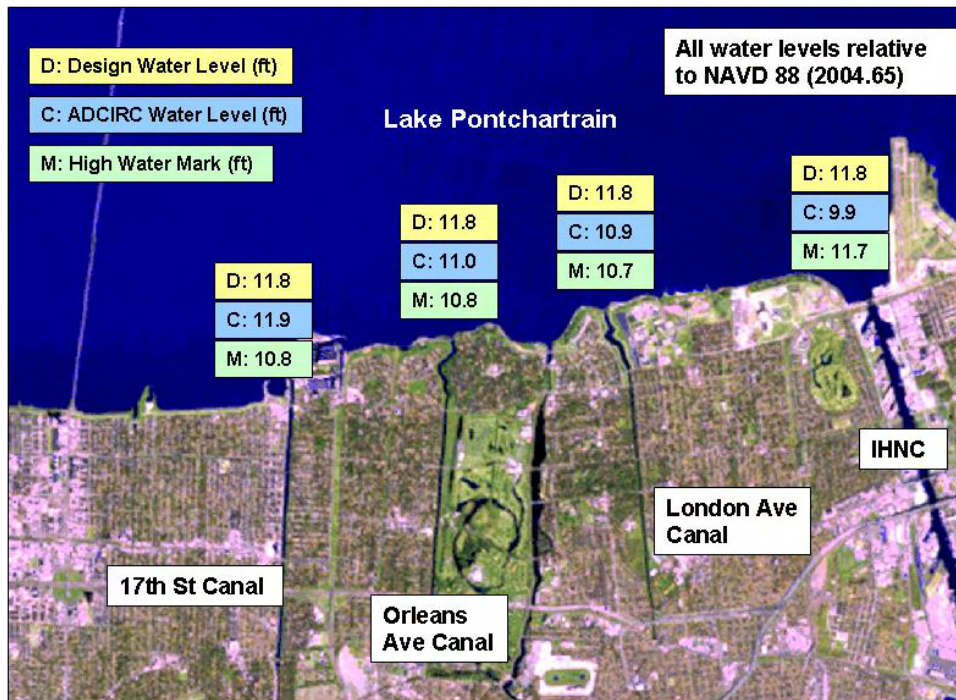 D: Design Water Level (ft)
C: ADCIRC Water Level (ft)
M: High Water Mark (ft)
All water levels relative
to NAVD 88 (2004.65)
Lake Pontchartrain
D: 11.8
C: 11.9
M: 10.8
D: 11.8
C: 11.0
M: 10.8
D: 11.8
C: 10.9
M: 10.7
D: 11.8
C: 9.9
M: 11.7
17th St Canal
Orleans
Ave Canal
London Ave
Canal
IHNC